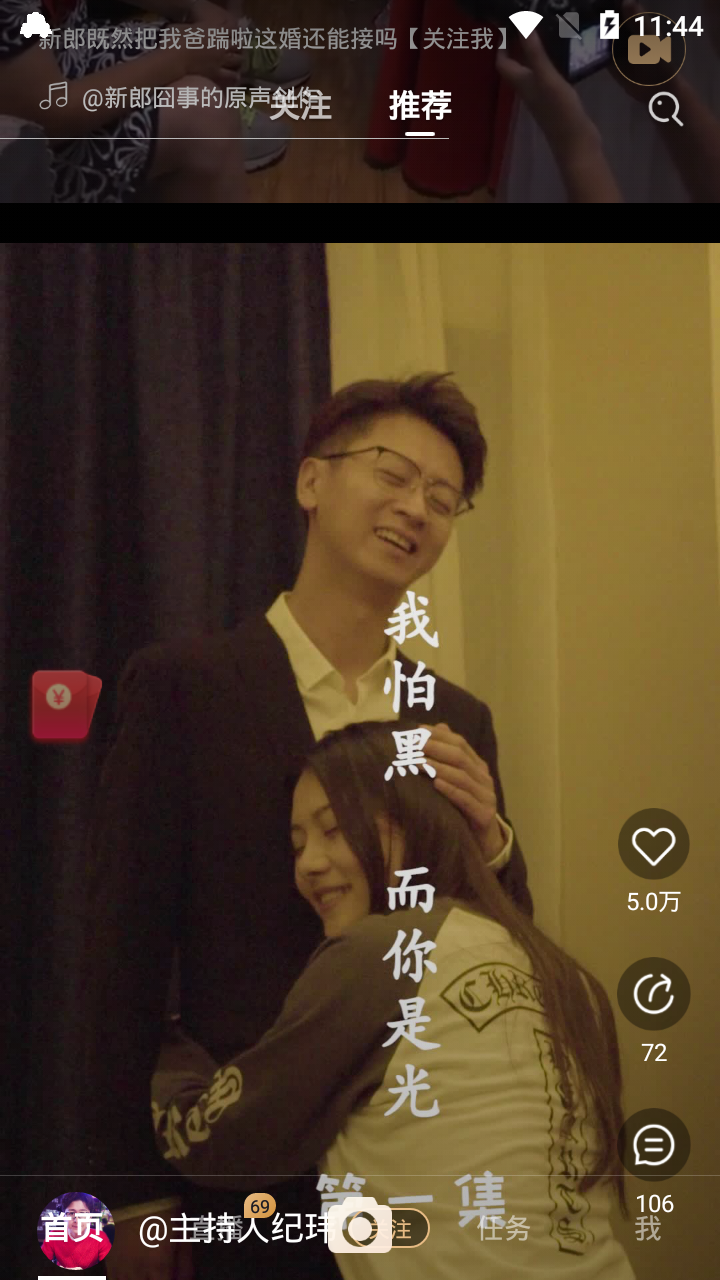 11:44
新郎既然把我爸踹啦这婚还能接吗【关注我】
@新郎囧事的原声创作
关注
推荐
我怕黑
而你是光
第一集
5.0万
72
106
69
首页
直播
@主持人纪玮
关注
任务
我